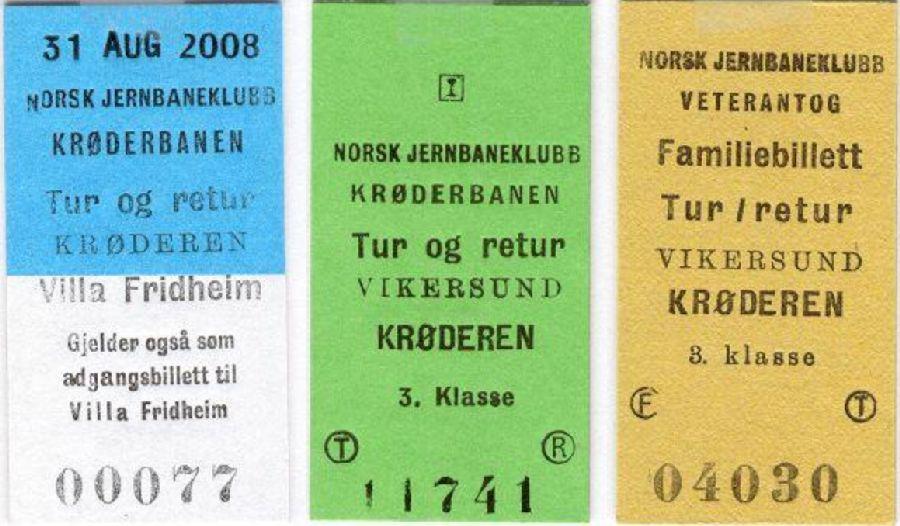 31 AUG 2008
NORSK JERNBANEKLUBB
KRØDERBANEN
Tur og retur
KRØDEREN
Villa Fridheim
Gjelder også som
adgangsbillett til
Villa Fridheim
00077
I
NORSK JERNBANEKLUBB
KRØDERBANEN
Tur og retur
VIKERSUND
KRØDEREN
3. Klasse
T R
11741
NORSK JERNBANEKLUBB
VETERANTOG
Familiebillett
Tur / retur
VIKERSUND
KRØDEREN
3. klasse
F T
04030